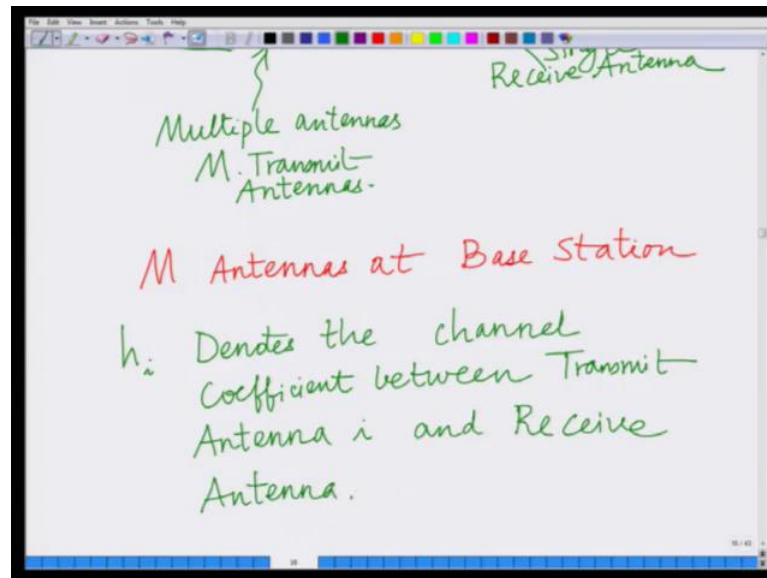 File Edit View Insert Actions Tools Help
Single
Receive Antenna
Multiple antennas
M. Transmit
Antennas.
M Antennas at Base Station
h i Denotes the channel
Coefficient between Transmit
Antenna i and Receive
Antenna.